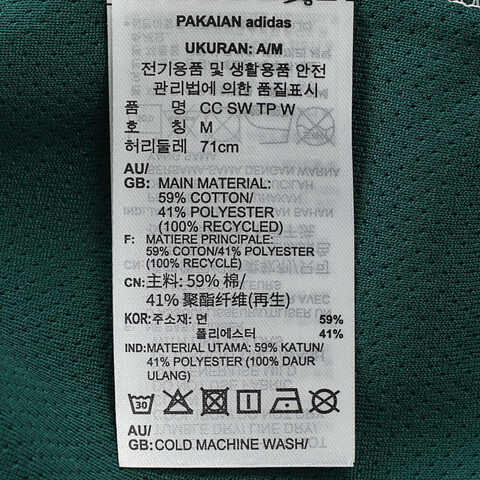 PAKAIAN adidas
UKURAN: A/M
전기용품 및 생활용품 안전
관리법에 의한 품질표시
품 명 CC SW TP W
호 칭 M
허리둘레 71cm
AU/
GB: MAIN MATERIAL:
59% COTTON/
41% POLYESTER
(100% RECYCLED)
F: MATIERE PRINCIPALE:
59% COTON/41% POLYESTER
(100% RECYCLÉ)
CN: 主料: 59% 棉/
41% 聚酯纤维(再生)
KOR: 주소재: 면 59%
폴리에스터 41%
IND: MATERIAL UTAMA: 59% KATUN/
41% POLYESTER (100% DAUR
ULANG)
30
AU/
GB: COLD MACHINE WASH/